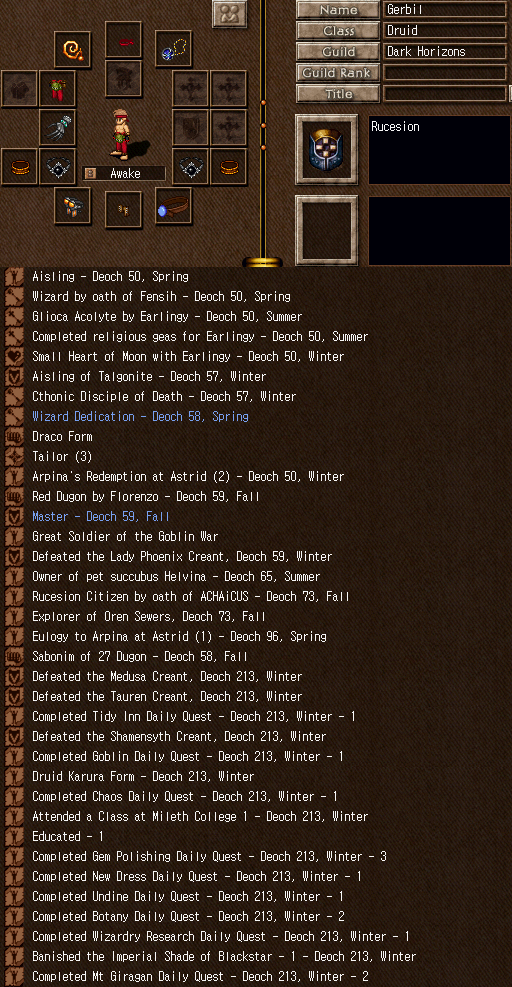 Name Gerbil
Class Druid
Guild Dark Horizons
Guild Rank
Title
Rucesion
Awake
Aisling - Deoch 50, Spring
Wizard by oath of Fensih - Deoch 50, Spring
Glioca Acolyte by Earlingy - Deoch 50, Summer
Completed religious geas for Earlingy - Deoch 50, Summer
Small Heart of Moon with Earlingy - Deoch 50, Winter
Aisling of Talgonite - Deoch 57, Winter
Cthonic Disciple of Death - Deoch 57, Winter
Wizard Dedication - Deoch 58, Spring
Draco Form
Tailor (3)
Arpina's Redemption at Astrid (2) - Deoch 50, Winter
Red Dugon by Florenzo - Deoch 59, Fall
Master - Deoch 59, Fall
Great Soldier of the Goblin War
Defeated the Lady Phoenix Creant, Deoch 59, Winter
Owner of pet succubus Helvina - Deoch 65, Summer
Rucesion Citizen by oath of ACHAiCUS - Deoch 73, Fall
Explorer of Oren Sewers, Deoch 73, Fall
Eulogy to Arpina at Astrid (1) - Deoch 96, Spring
Sabonim of 27 Dugon - Deoch 58, Fall
Defeated the Medusa Creant, Deoch 213, Winter
Defeated the Tauren Creant, Deoch 213, Winter
Completed Tidy Inn Daily Quest - Deoch 213, Winter - 1
Defeated the Shamensyth Creant, Deoch 213, Winter
Completed Goblin Daily Quest - Deoch 213, Winter - 1
Druid Karura Form - Deoch 213, Winter
Completed Chaos Daily Quest - Deoch 213, Winter - 1
Attended a Class at Mileth College 1 - Deoch 213, Winter
Educated - 1
Completed Gem Polishing Daily Quest - Deoch 213, Winter - 3
Completed New Dress Daily Quest - Deoch 213, Winter - 1
Completed Undine Daily Quest - Deoch 213, Winter - 1
Completed Botany Daily Quest - Deoch 213, Winter - 2
Completed Wizardry Research Daily Quest - Deoch 213, Winter - 1
Banished the Imperial Shade of Blackstar - 1 - Deoch 213, Winter
Completed Mt Giragan Daily Quest - Deoch 213, Winter - 2